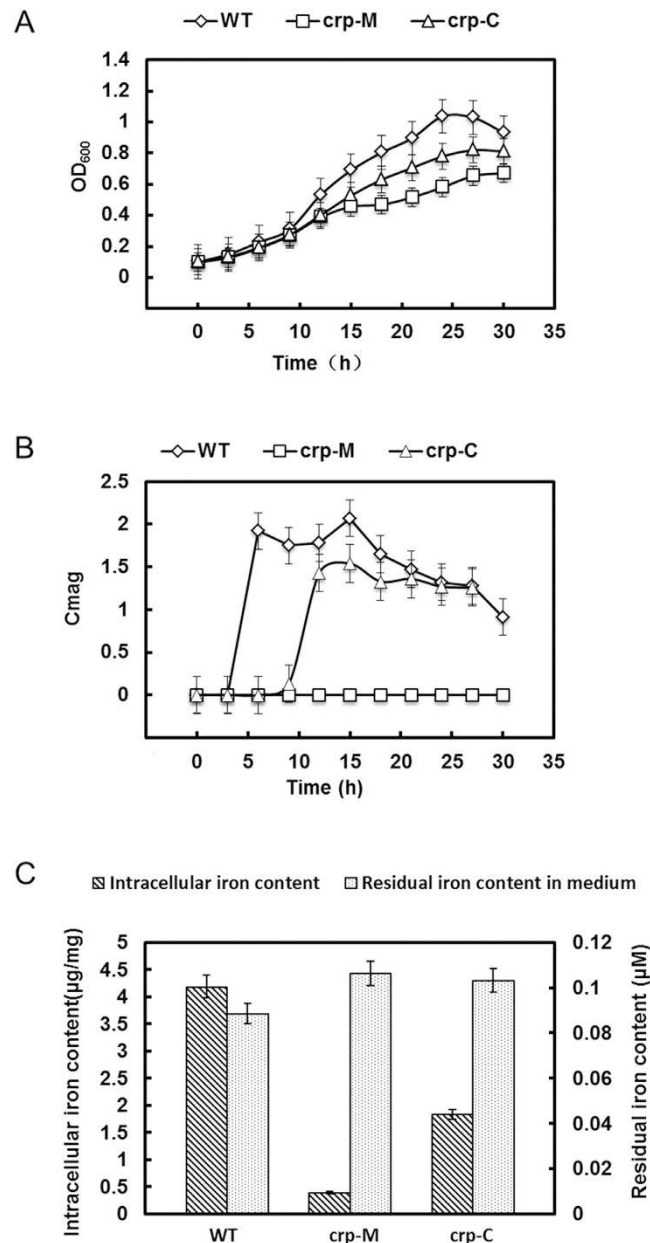 A
WT crp-M crp-C
1.4
1.2
1
0.8
0.6
0.4
0.2
0
OD600
0 5 10 15 20 25 30 35
Time（h）
B
WT crp-M crp-C
2.5
2
1.5
1
0.5
0
Cmag
0 5 10 15 20 25 30 35
Time (h)
C
Intracellular iron content Residual iron content in medium
Intracellular iron content(µg/mg)
5
4.5
4
3.5
3
2.5
2
1.5
1
0.5
0
0.12
0.1
0.08
0.06
0.04
0.02
0
Residual iron content (µM)
WT crp-M crp-C